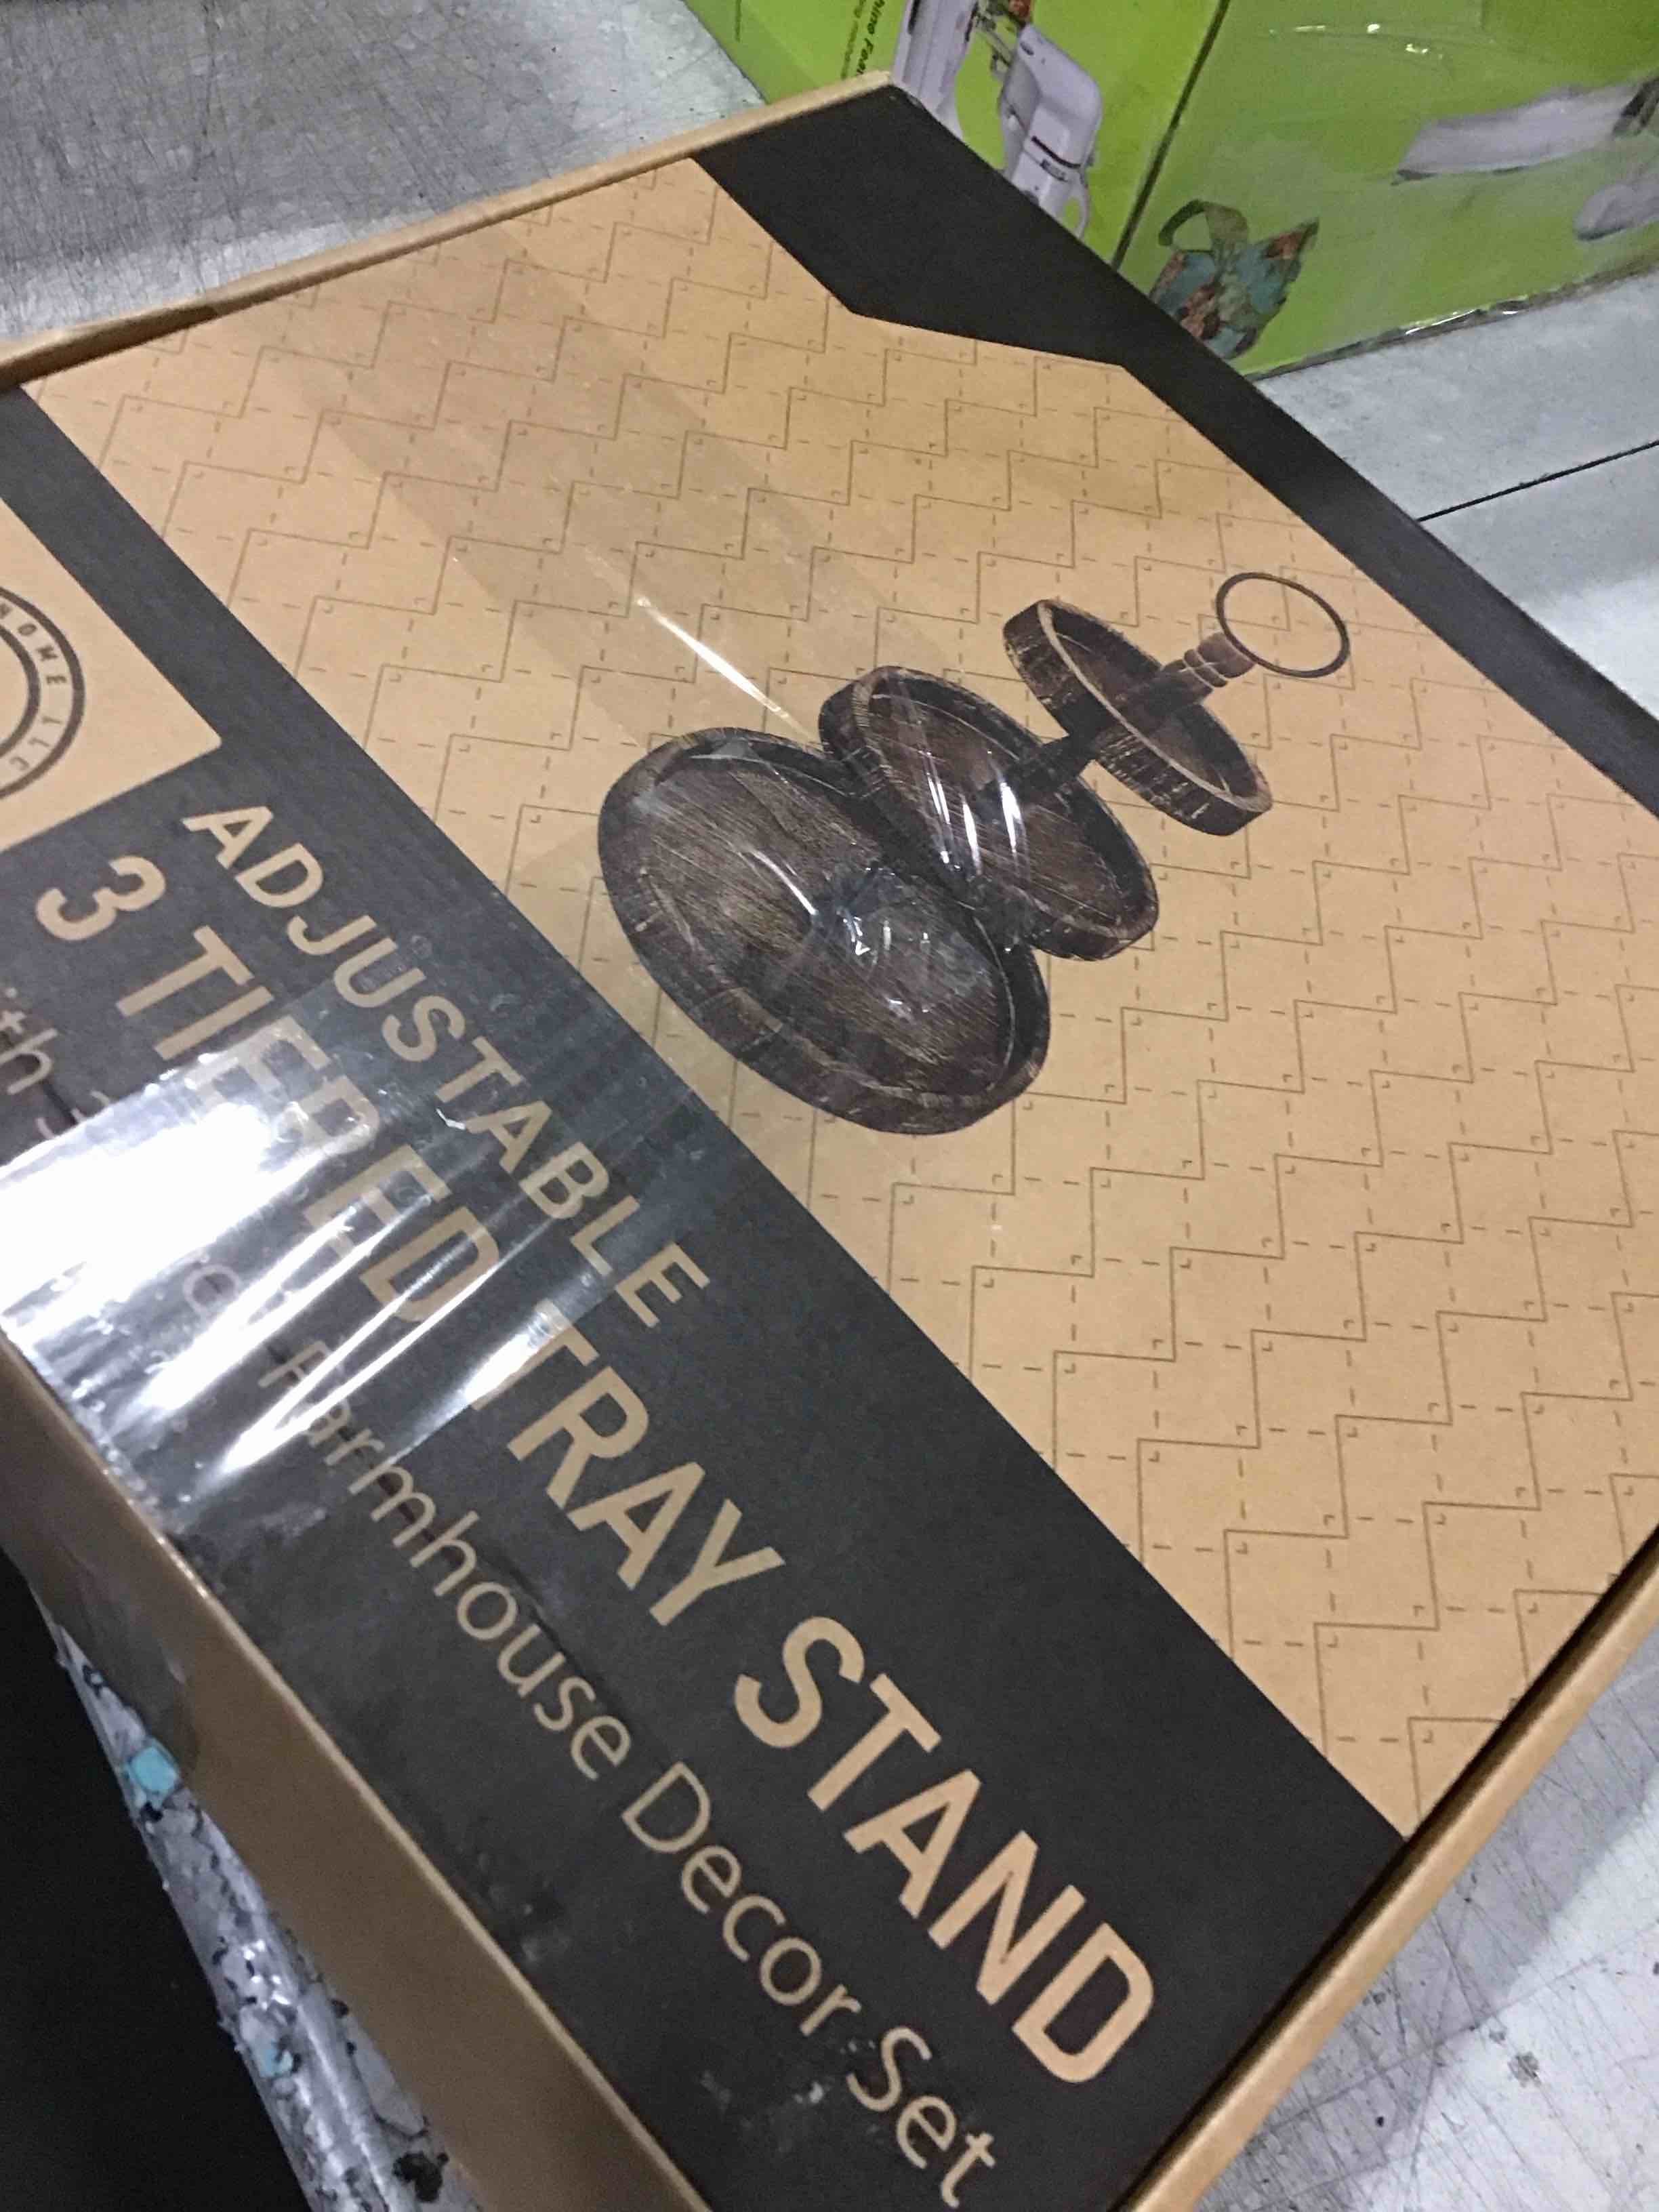 ADJUSTABLE
3 TIERED TRAY STAND
Farmhouse Decor Set